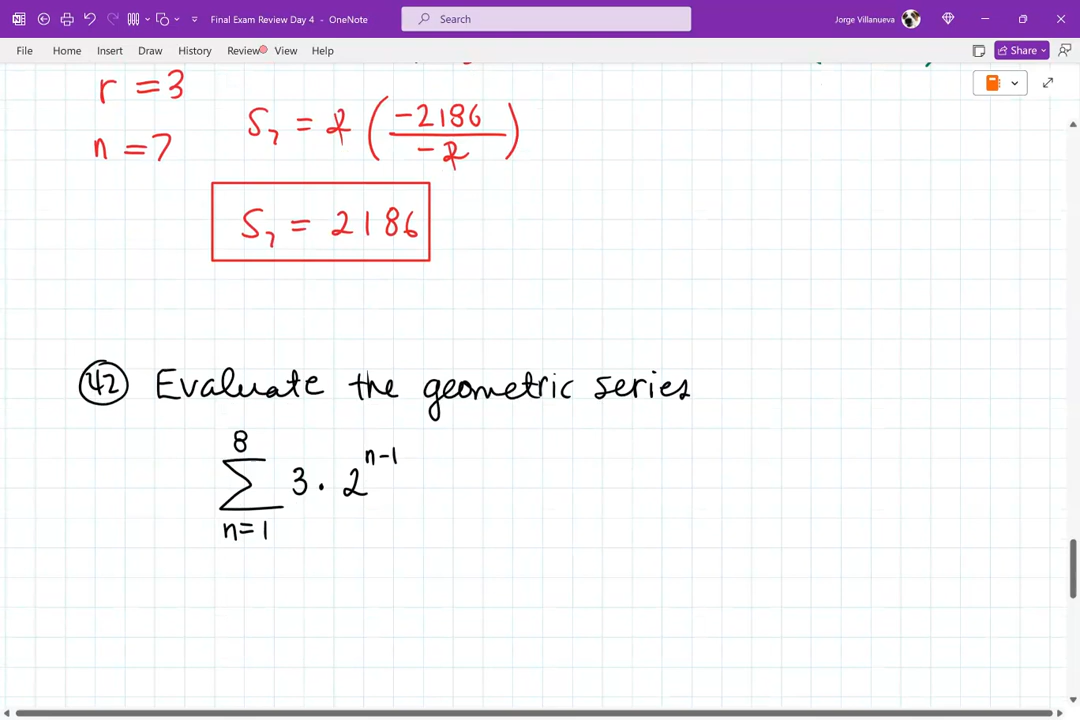 Final Exam Review Day 4 - OneNote
Search
Jorge Villanueva
File Home Insert Draw History Review View Help
Share
r = 3
n = 7
S₇ = 2 (-2186 / -2)
S₇ = 2186
42 Evaluate the geometric series
8
∑ 3 · 2^(n-1)
n=1